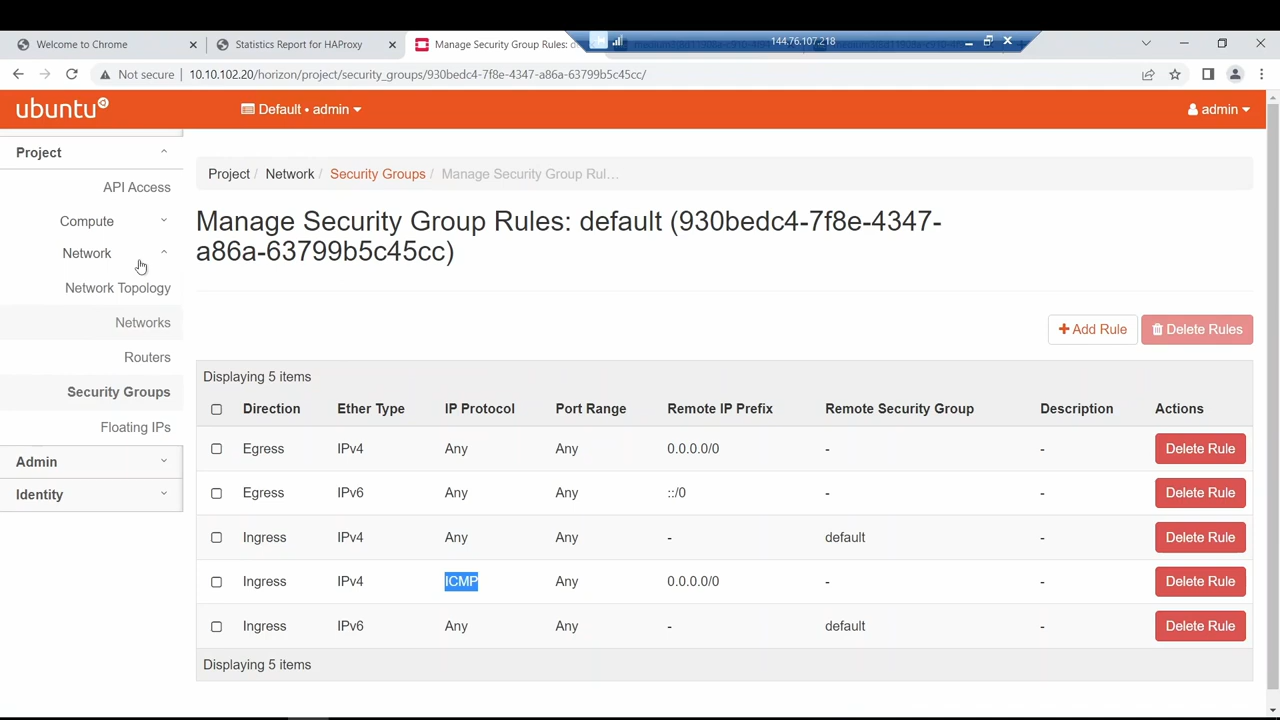 Welcome to Chrome
Statistics Report for HAProxy
Manage Security Group Rules: d
144.76.107.218
Not secure
10.10.102.20/horizon/project/security_groups/930bedc4-7f8e-4347-a86a-63799b5c45cc/
ubuntu
Default • admin
admin
Project
API Access
Compute
Network
Network Topology
Networks
Routers
Security Groups
Floating IPs
Admin
Identity
Project / Network / Security Groups / Manage Security Group Rul…
Manage Security Group Rules: default (930bedc4-7f8e-4347-
a86a-63799b5c45cc)
+ Add Rule
Delete Rules
Displaying 5 items
Direction Ether Type IP Protocol Port Range Remote IP Prefix Remote Security Group Description Actions
Egress IPv4 Any Any 0.0.0.0/0 - - Delete Rule
Egress IPv6 Any Any ::/0 - - Delete Rule
Ingress IPv4 Any Any - default - Delete Rule
Ingress IPv4 ICMP Any 0.0.0.0/0 - - Delete Rule
Ingress IPv6 Any Any - default - Delete Rule
Displaying 5 items